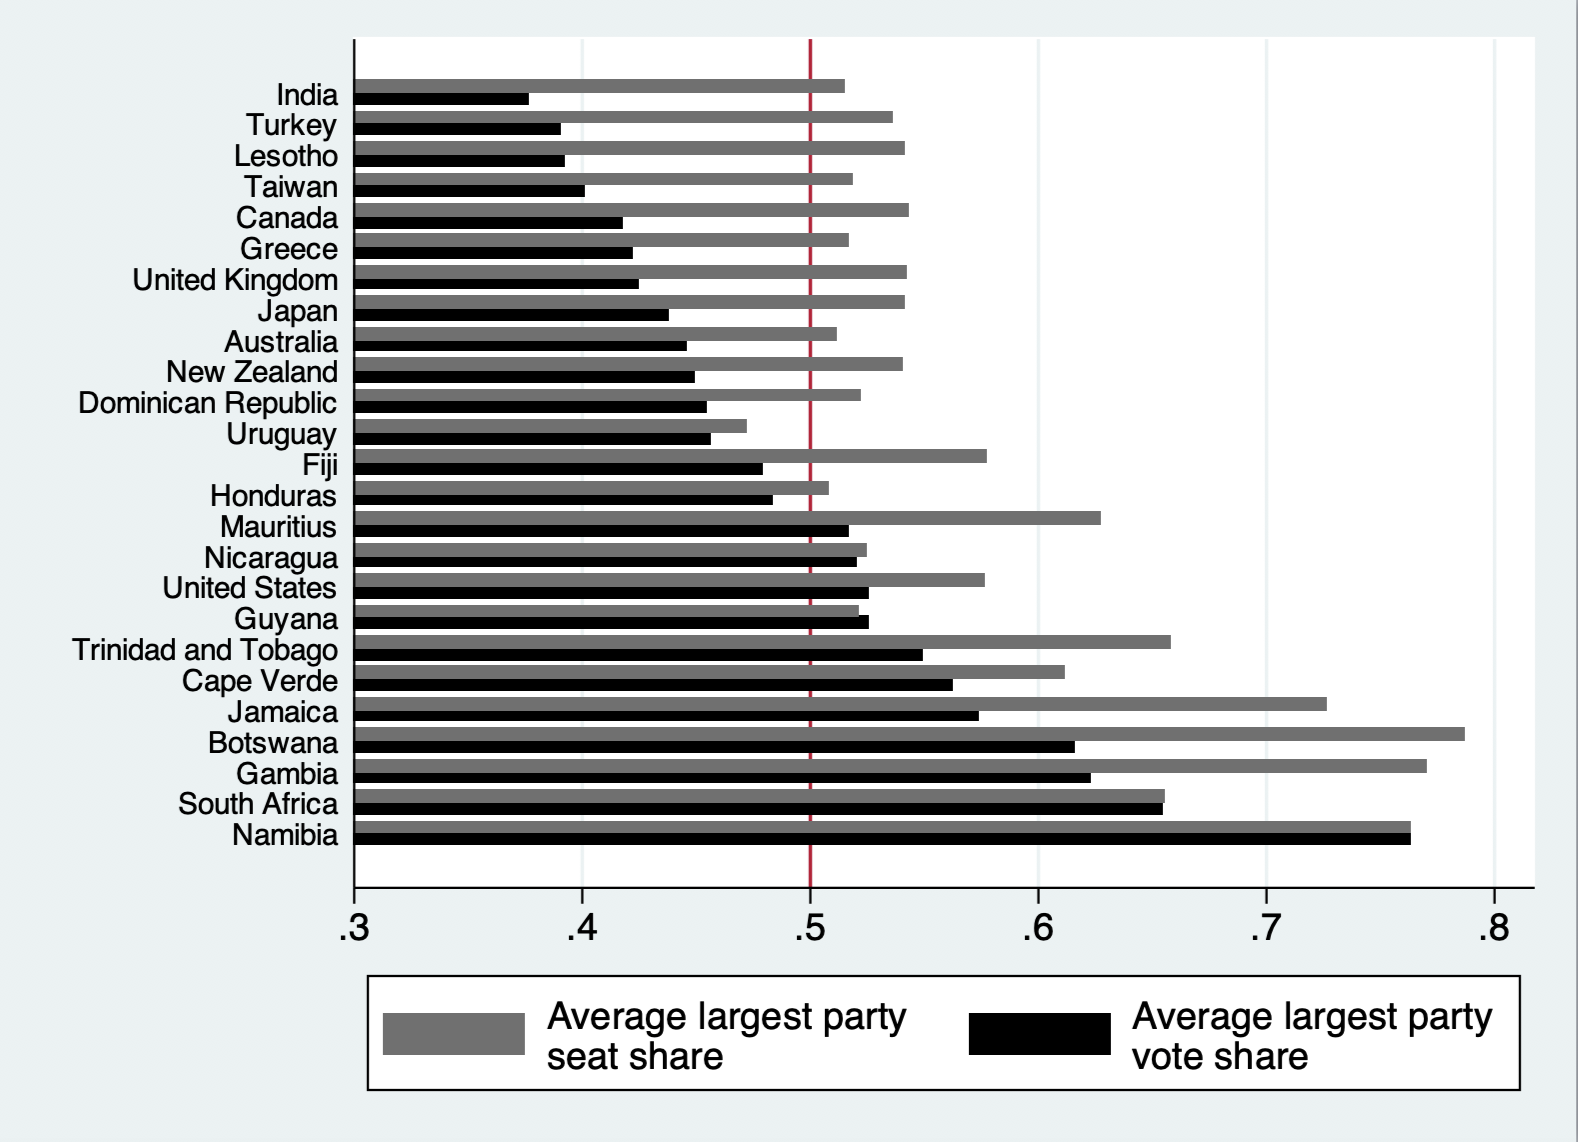 India
Turkey
Lesotho
Taiwan
Canada
Greece
United Kingdom
Japan
Australia
New Zealand
Dominican Republic
Uruguay
Fiji
Honduras
Mauritius
Nicaragua
United States
Guyana
Trinidad and Tobago
Cape Verde
Jamaica
Botswana
Gambia
South Africa
Namibia
.3 .4 .5 .6 .7 .8
Average largest party
seat share
Average largest party
vote share